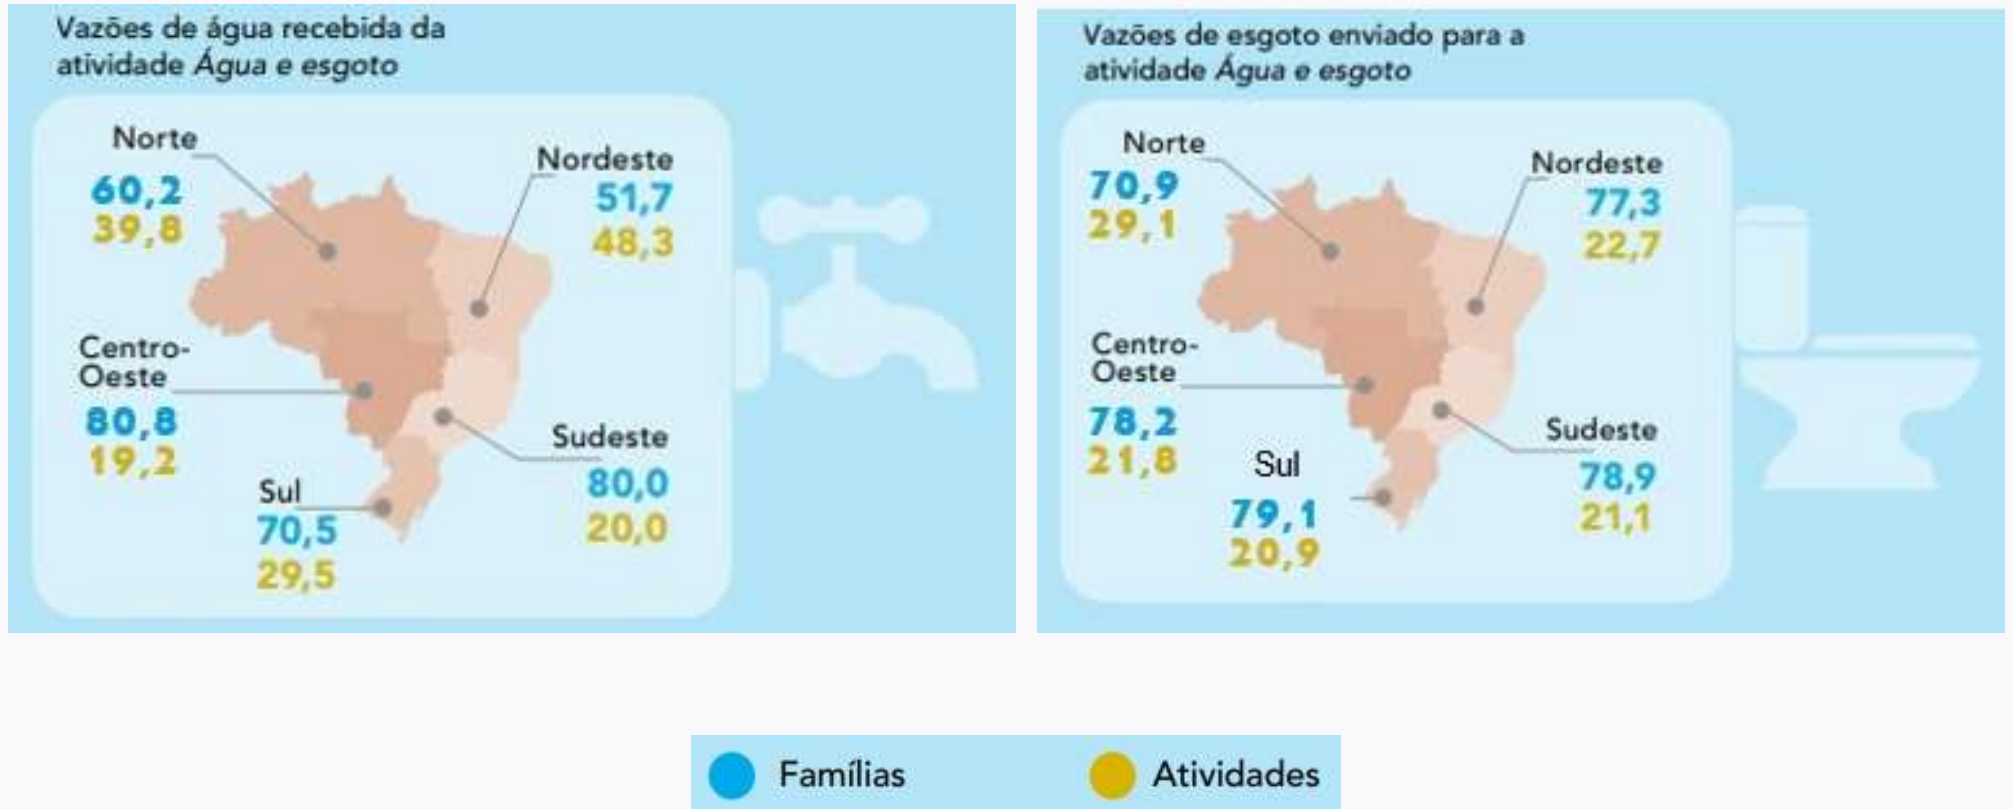 Vazões de água recebida da
atividade Água e esgoto
Norte
60,2
39,8
Nordeste
51,7
48,3
Centro-
Oeste
80,8
19,2
Sudeste
80,0
20,0
Sul
70,5
29,5
Vazões de esgoto enviado para a
atividade Água e esgoto
Norte
70,9
29,1
Nordeste
77,3
22,7
Centro-
Oeste
78,2
21,8
Sudeste
78,9
21,1
Sul
79,1
20,9
Famílias
Atividades